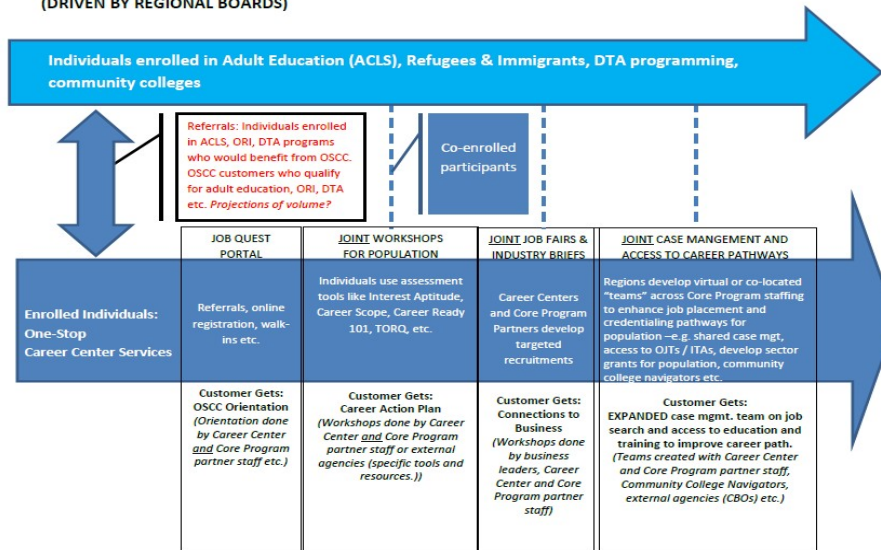 (DRIVEN BY REGIONAL BOARDS)
Individuals enrolled in Adult Education (ACLS), Refugees & Immigrants, DTA programming,
community colleges
Referrals: Individuals enrolled
in ACLS, ORI, DTA programs
who would benefit from OSCC.
OSCC customers who qualify
for adult education, ORI, DTA
etc. Projections of volume?
Co-enrolled
participants
Enrolled Individuals:
One-Stop
Career Center Services
JOB QUEST
PORTAL
Referrals, online
registration, walk-
ins etc.
Customer Gets:
OSCC Orientation
(Orientation done
by Career Center
and Core Program
partner staff etc.)
JOINT WORKSHOPS
FOR POPULATION
Individuals use assessment
tools like Interest Aptitude,
Career Scope, Career Ready
101, TORQ, etc.
Customer Gets:
Career Action Plan
(Workshops done by Career
Center and Core Program
partner staff or external
agencies (specific tools and
resources.))
JOINT JOB FAIRS &
INDUSTRY BRIEFS
Career Centers
and Core Program
Partners develop
targeted
recruitments
Customer Gets:
Connections to
Business
(Workshops done
by business
leaders, Career
Center and Core
Program partner
staff)
JOINT CASE MANGEMENT AND
ACCESS TO CAREER PATHWAYS
Regions develop virtual or co-located
“teams” across Core Program staffing
to enhance job placement and
credentialing pathways for
population –e.g. shared case mgt,
access to OJTs / ITAs, develop sector
grants for population, community
college navigators etc.
Customer Gets:
EXPANDED case mgmt. team on job
search and access to education and
training to improve career path.
(Teams created with Career Center
and Core Program partner staff,
Community College Navigators,
external agencies (CBOs) etc.)